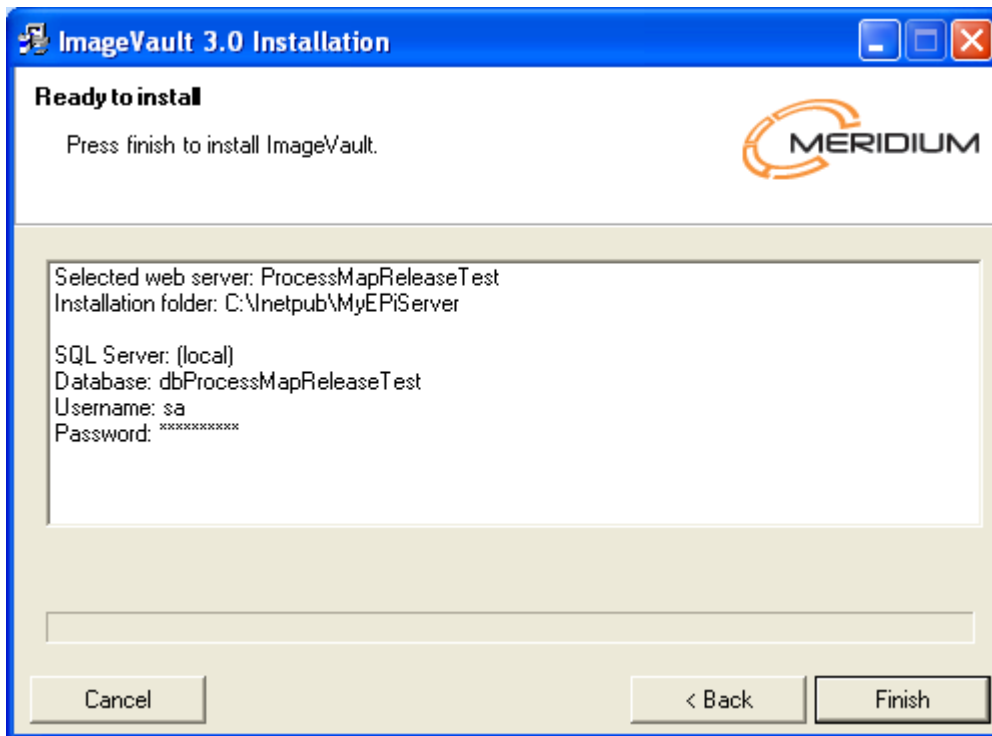 ImageVault 3.0 Installation
Ready to install
Press finish to install ImageVault.
MERIDIUM
Selected web server: ProcessMapReleaseTest
Installation folder: C:\Inetpub\MyEPiServer
SQL Server: (local)
Database: dbProcessMapReleaseTest
Username: sa
Password: **********
Cancel
< Back
Finish